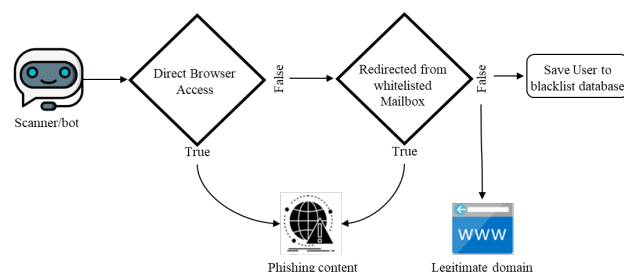 Scanner/bot
Direct Browser
Access
False
True
Redirected from
whitelisted
Mailbox
False
True
Save User to
blacklist database
Phishing content
WWW
Legitimate domain